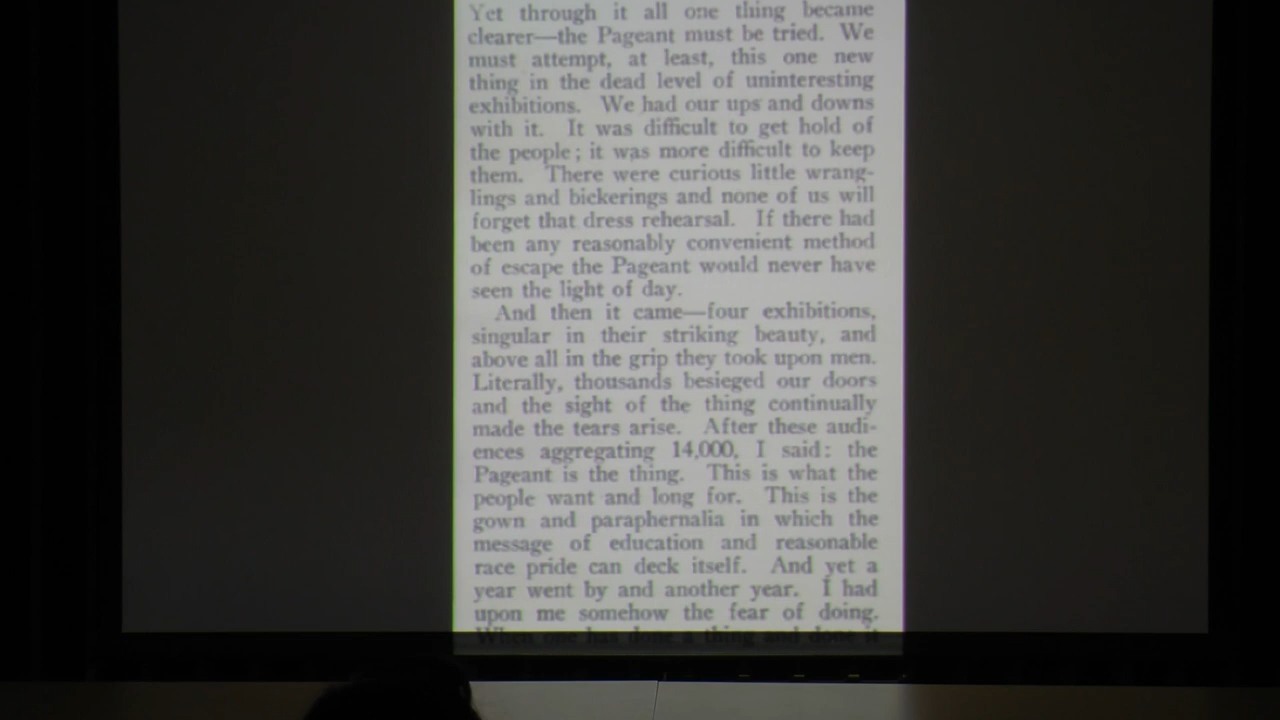 Yet through it all one thing became
clearer—the Pageant must be tried. We
must attempt, at least, this one new
thing in the dead level of uninteresting
exhibitions. We had our ups and downs
with it. It was difficult to get hold of
the people; it was more difficult to keep
them. There were curious little wrang-
lings and bickerings and none of us will
forget that dress rehearsal. If there had
been any reasonably convenient method
of escape the Pageant would never have
seen the light of day.
And then it came—four exhibitions,
singular in their striking beauty, and
above all in the grip they took upon men.
Literally, thousands besieged our doors
and the sight of the thing continually
made the tears arise. After these audi-
ences aggregating 14,000, I said: the
Pageant is the thing. This is what the
people want and long for. This is the
gown and paraphernalia in which the
message of education and reasonable
race pride can deck itself. And yet a
year went by and another year. I had
upon me somehow the fear of doing.
When one has done a thing and done it